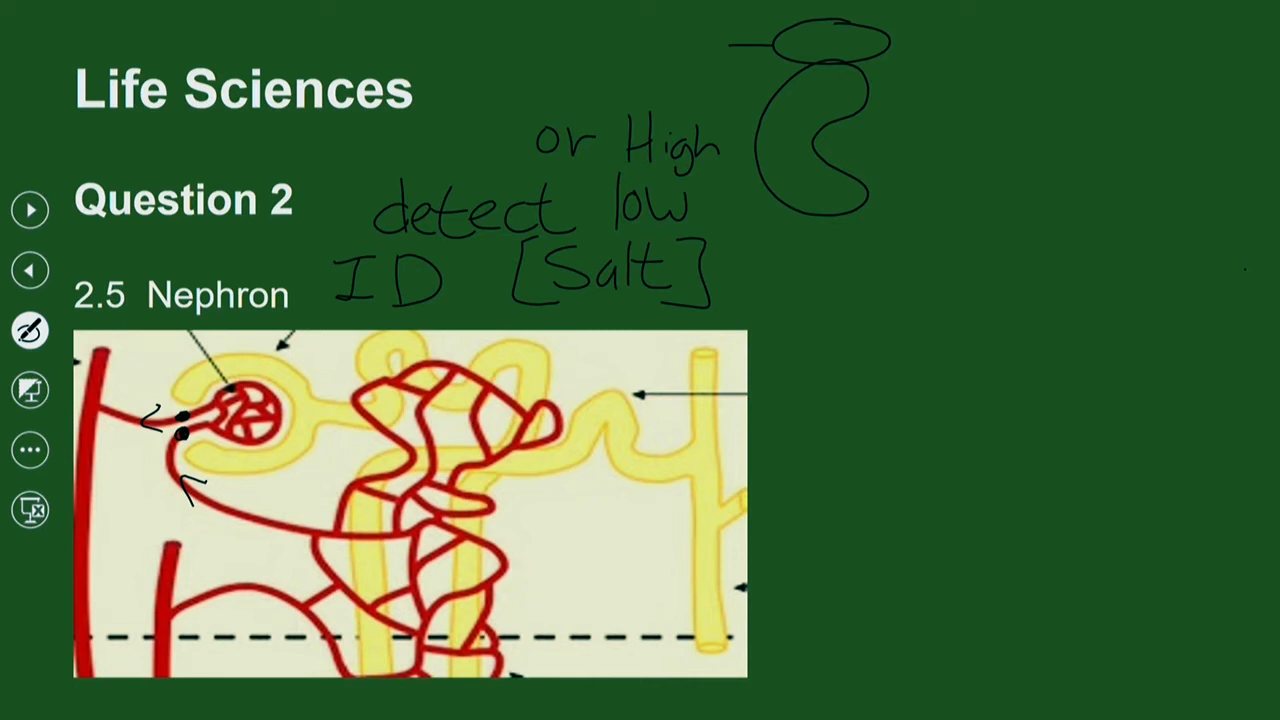 Life Sciences
or High
Question 2
detect low
ID [Salt]
2.5 Nephron